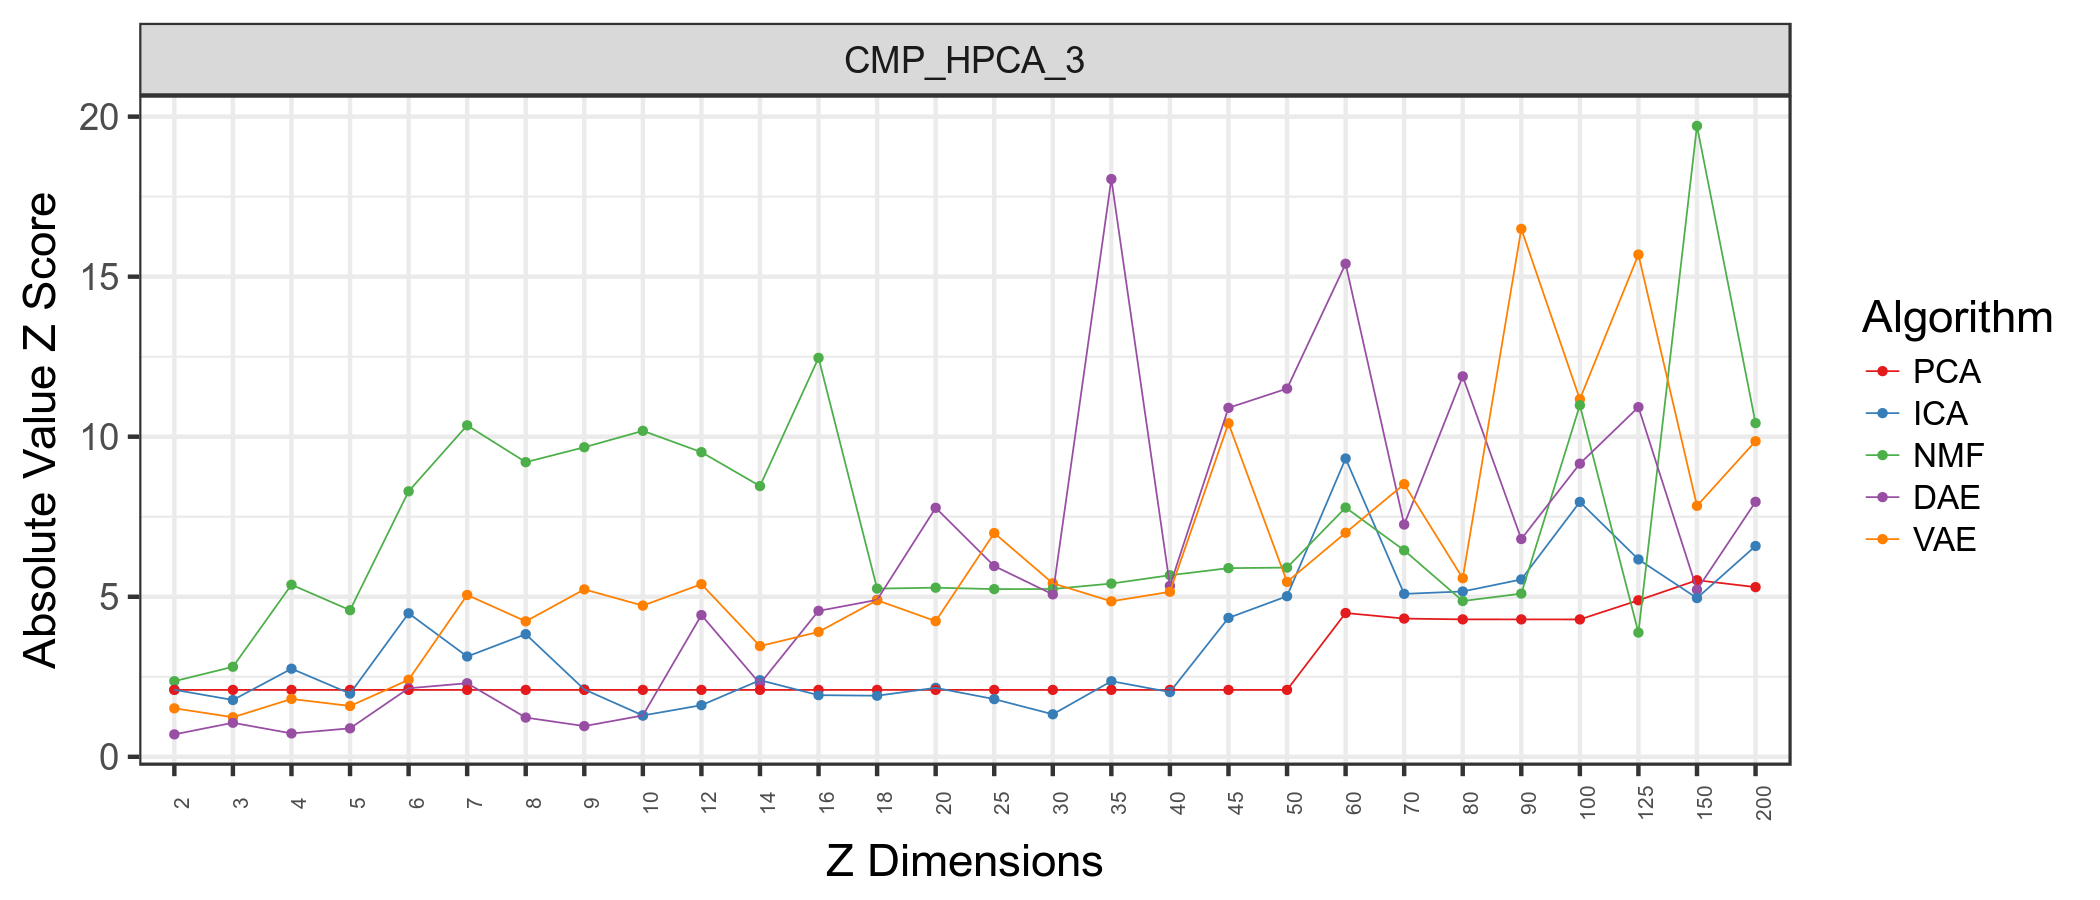 CMP_HPCA_3
Absolute Value Z Score
20
15
10
5
0
2 3 4 5 6 7 8 9 10 12 14 16 18 20 25 30 35 40 45 50 60 70 80 90 100 125 150 200
Z Dimensions
Algorithm
PCA
ICA
NMF
DAE
VAE